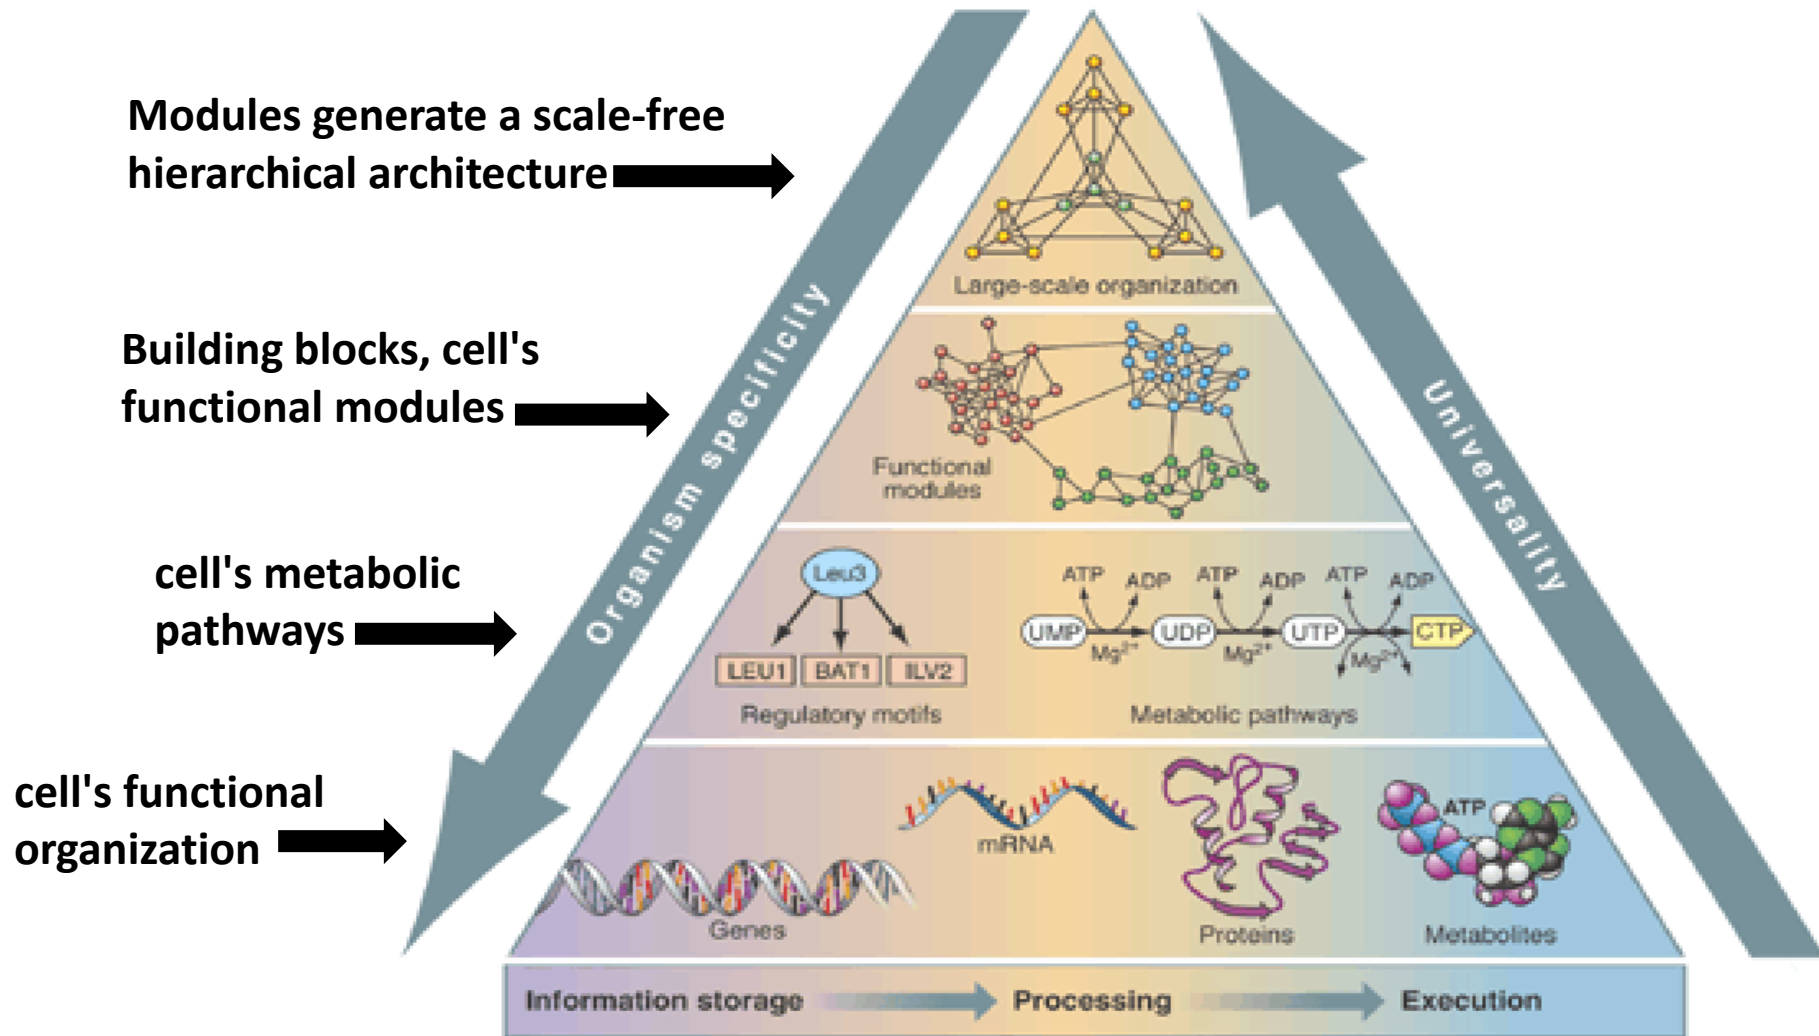 Modules generate a scale-free
hierarchical architecture
Large-scale organization
Organism specificity
Universality
Building blocks, cell's
functional modules
Functional
modules
cell's metabolic
pathways
Leu3
LEU1 BAT1 ILV2
Regulatory motifs
ATP ADP ATP ADP ATP ADP
UMP UDP UTP CTP
Mg²⁺ Mg²⁺ Mg²⁺
Metabolic pathways
cell's functional
organization
Genes
mRNA
Proteins
ATP
Metabolites
Information storage Processing Execution